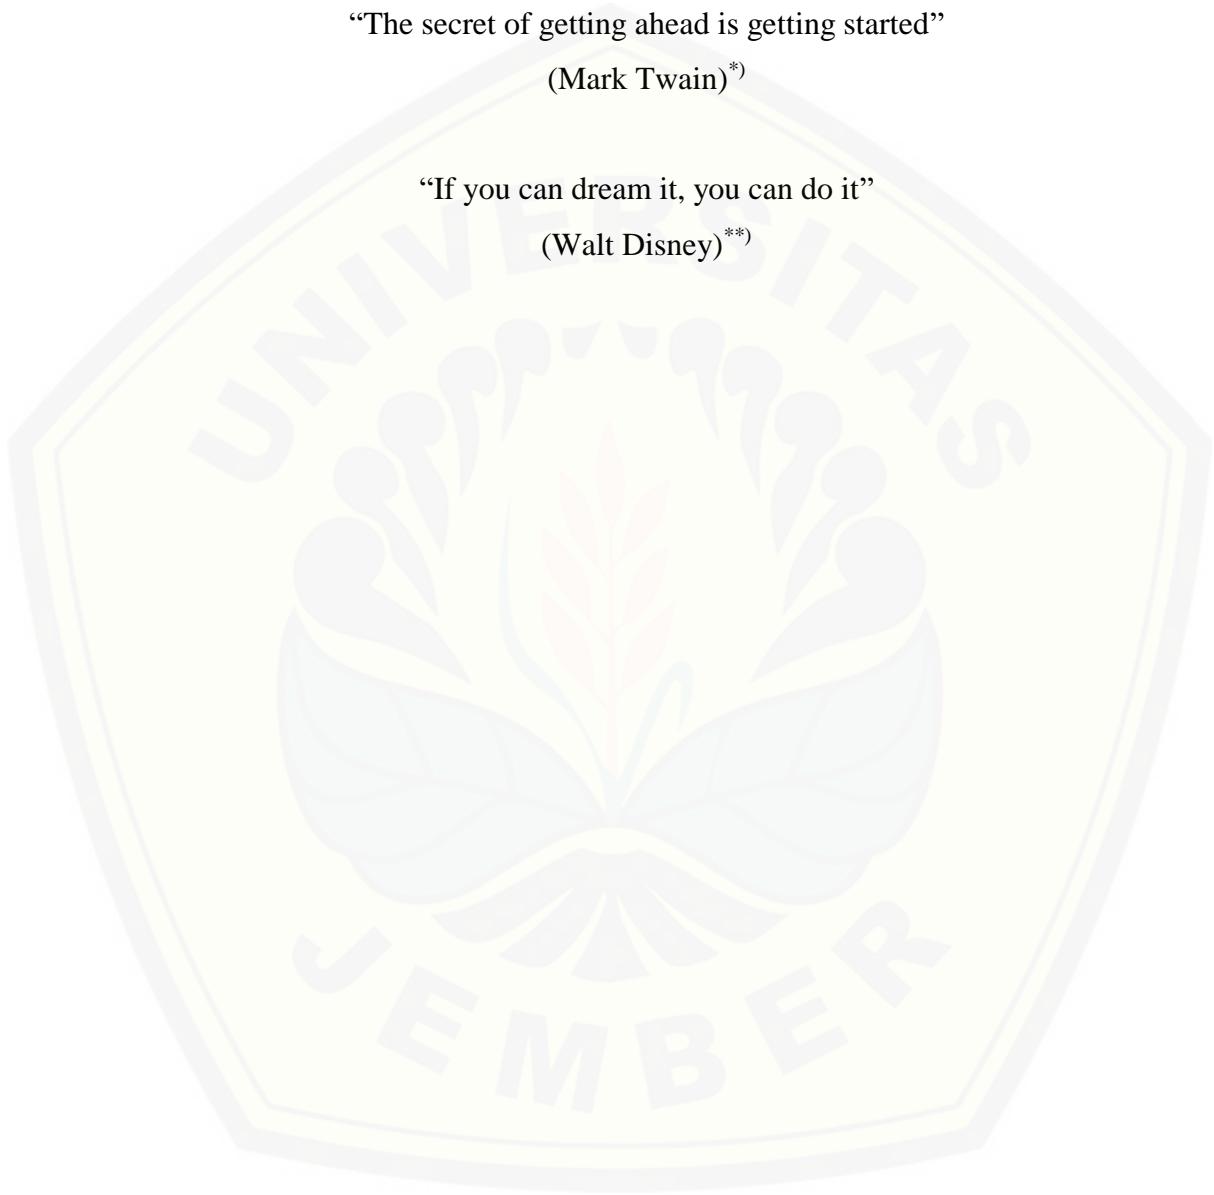 “The secret of getting ahead is getting started”
(Mark Twain)*)
“If you can dream it, you can do it”
(Walt Disney)**)
UNIVERSITAS
JEMBER